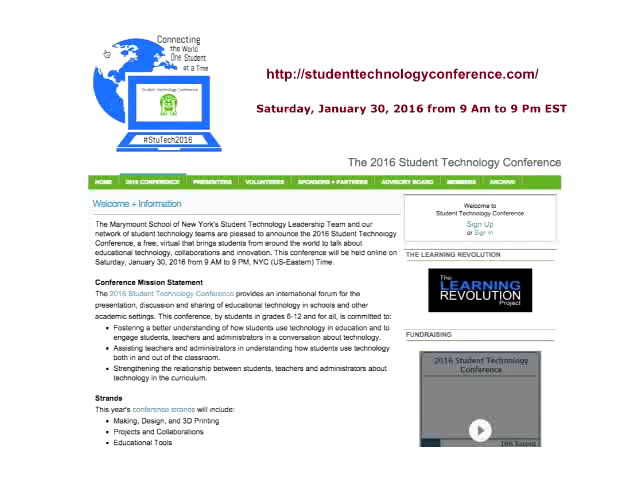 Connecting
the World
One Student
at a Time
Student Technology Conference
#StuTech2016
http://studenttechnologyconference.com/
Saturday, January 30, 2016 from 9 Am to 9 Pm EST
The 2016 Student Technology Conference
HOME 2016 CONFERENCE PRESENTERS VOLUNTEERS SPONSORS + PARTNERS ADVISORY BOARD MEMBERS ARCHIVE
Welcome + Information
The Marymount School of New York's Student Technology Leadership Team and our
network of student technology teams are pleased to announce the 2016 Student Technology
Conference, a free, virtual that brings students from around the world to talk about
educational technology, collaborations and innovation. This conference will be held online on
Saturday, January 30, 2016 from 9 AM to 9 PM, NYC (US-Eastern) Time.
Conference Mission Statement
The 2016 Student Technology Conference provides an international forum for the
presentation, discussion and sharing of educational technology in schools and other
academic settings. This conference, by students in grades 6-12 and for all, is committed to:
• Fostering a better understanding of how students use technology in education and to
engage students, teachers and administrators in a conversation about technology.
• Assisting teachers and administrators in understanding how students use technology
both in and out of the classroom.
• Strengthening the relationship between students, teachers and administrators about
technology in the curriculum.
Strands
This year's conference strands will include:
• Making, Design, and 3D Printing
• Projects and Collaborations
• Educational Tools
Welcome to
Student Technology Conference
Sign Up
or Sign In
THE LEARNING REVOLUTION
The
LEARNING
REVOLUTION
Project
FUNDRAISING
2016 Student Technology
Conference
16% Raised